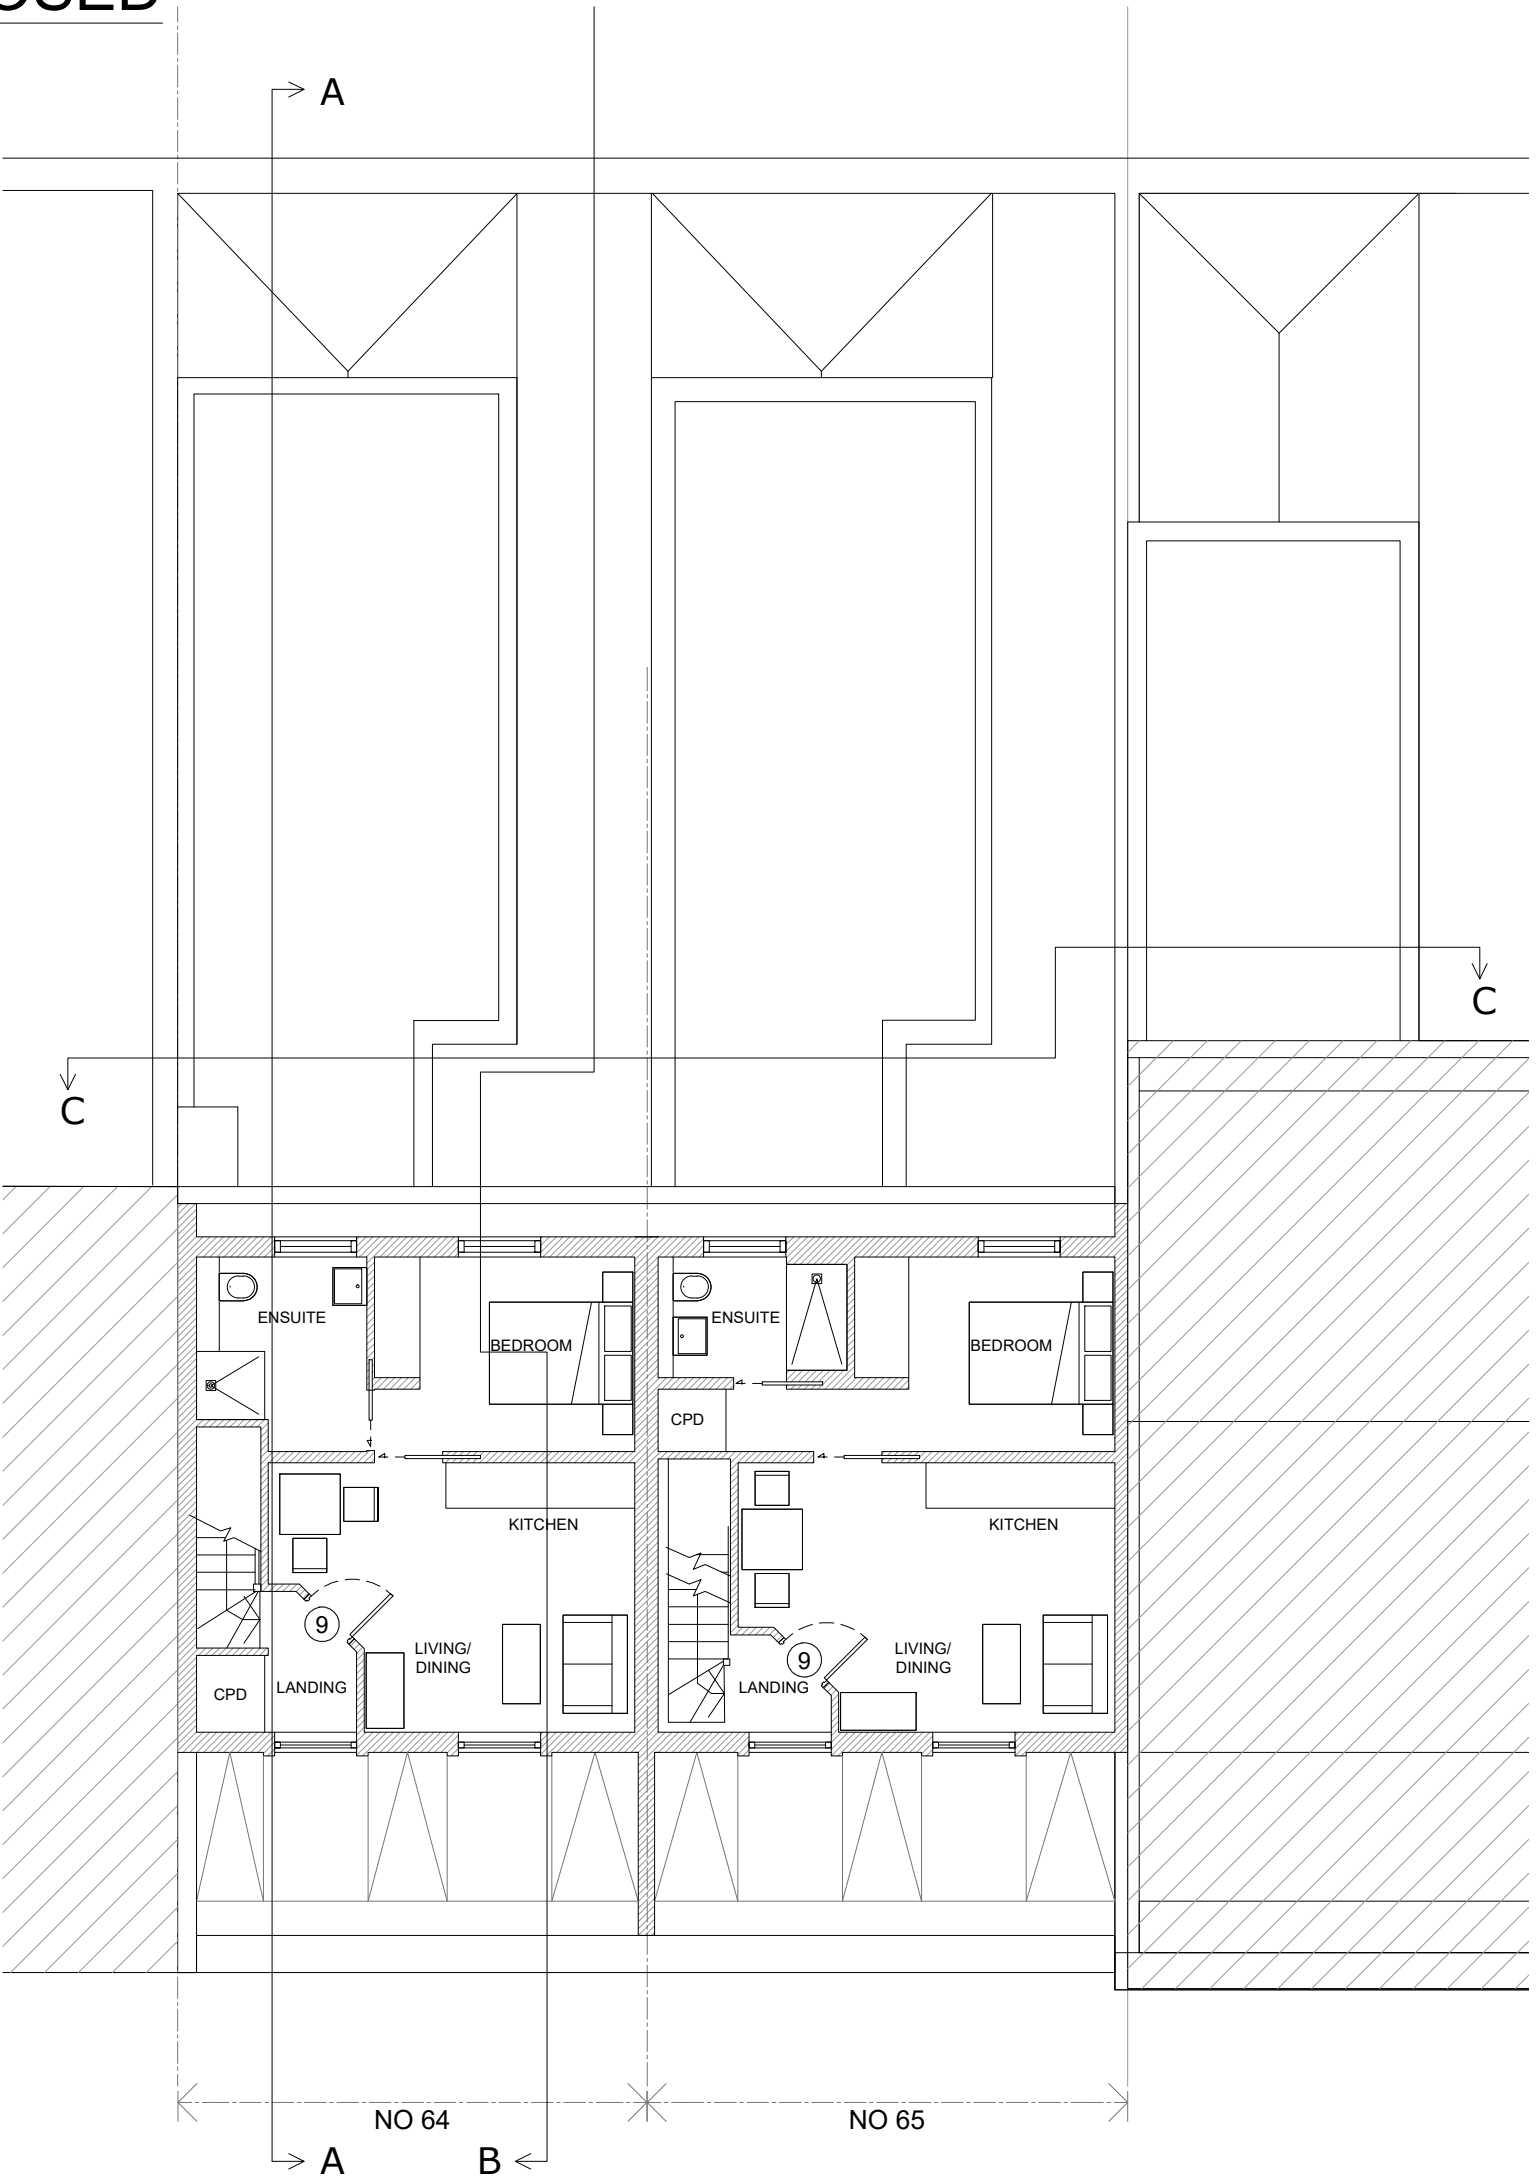 A
C
C
ENSUITE
BEDROOM
ENSUITE
BEDROOM
CPD
KITCHEN
KITCHEN
9
LIVING/
DINING
9
LIVING/
DINING
CPD
LANDING
LANDING
NO 64
NO 65
A
B